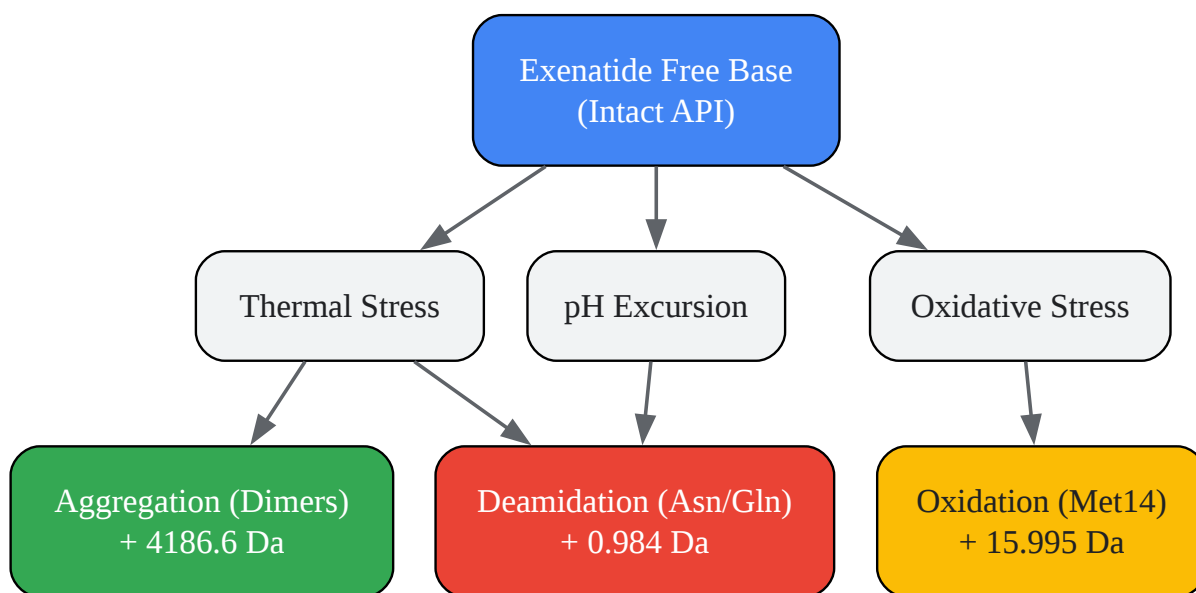 Exenatide Free Base
(Intact API)
Thermal Stress
pH Excursion
Oxidative Stress
Aggregation (Dimers)
+ 4186.6 Da
Deamidation (Asn/Gln)
+ 0.984 Da
Oxidation (Met14)
+ 15.995 Da